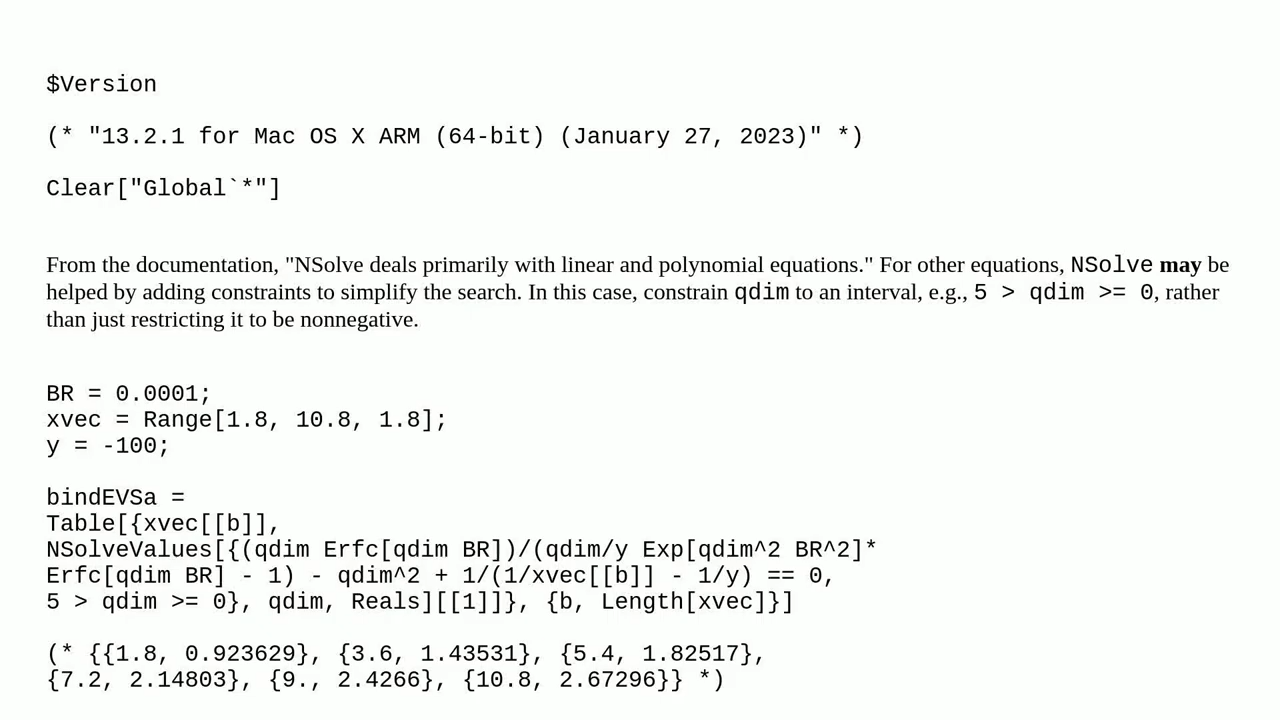 $Version
(* "13.2.1 for Mac OS X ARM (64-bit) (January 27, 2023)" *)
Clear["Global`*"]
From the documentation, "NSolve deals primarily with linear and polynomial equations." For other equations, NSolve may be
helped by adding constraints to simplify the search. In this case, constrain qdim to an interval, e.g., 5 > qdim >= 0, rather
than just restricting it to be nonnegative.
BR = 0.0001;
xvec = Range[1.8, 10.8, 1.8];
y = -100;
bindEVSa =
Table[{xvec[[b]],
NSolveValues[{(qdim Erfc[qdim BR])/(qdim/y Exp[qdim^2 BR^2]*
Erfc[qdim BR] - 1) - qdim^2 + 1/(1/xvec[[b]] - 1/y) == 0,
5 > qdim >= 0}, qdim, Reals][[1]]}, {b, Length[xvec]}]
(* {{1.8, 0.923629}, {3.6, 1.43531}, {5.4, 1.82517},
{7.2, 2.14803}, {9., 2.4266}, {10.8, 2.67296}} *)